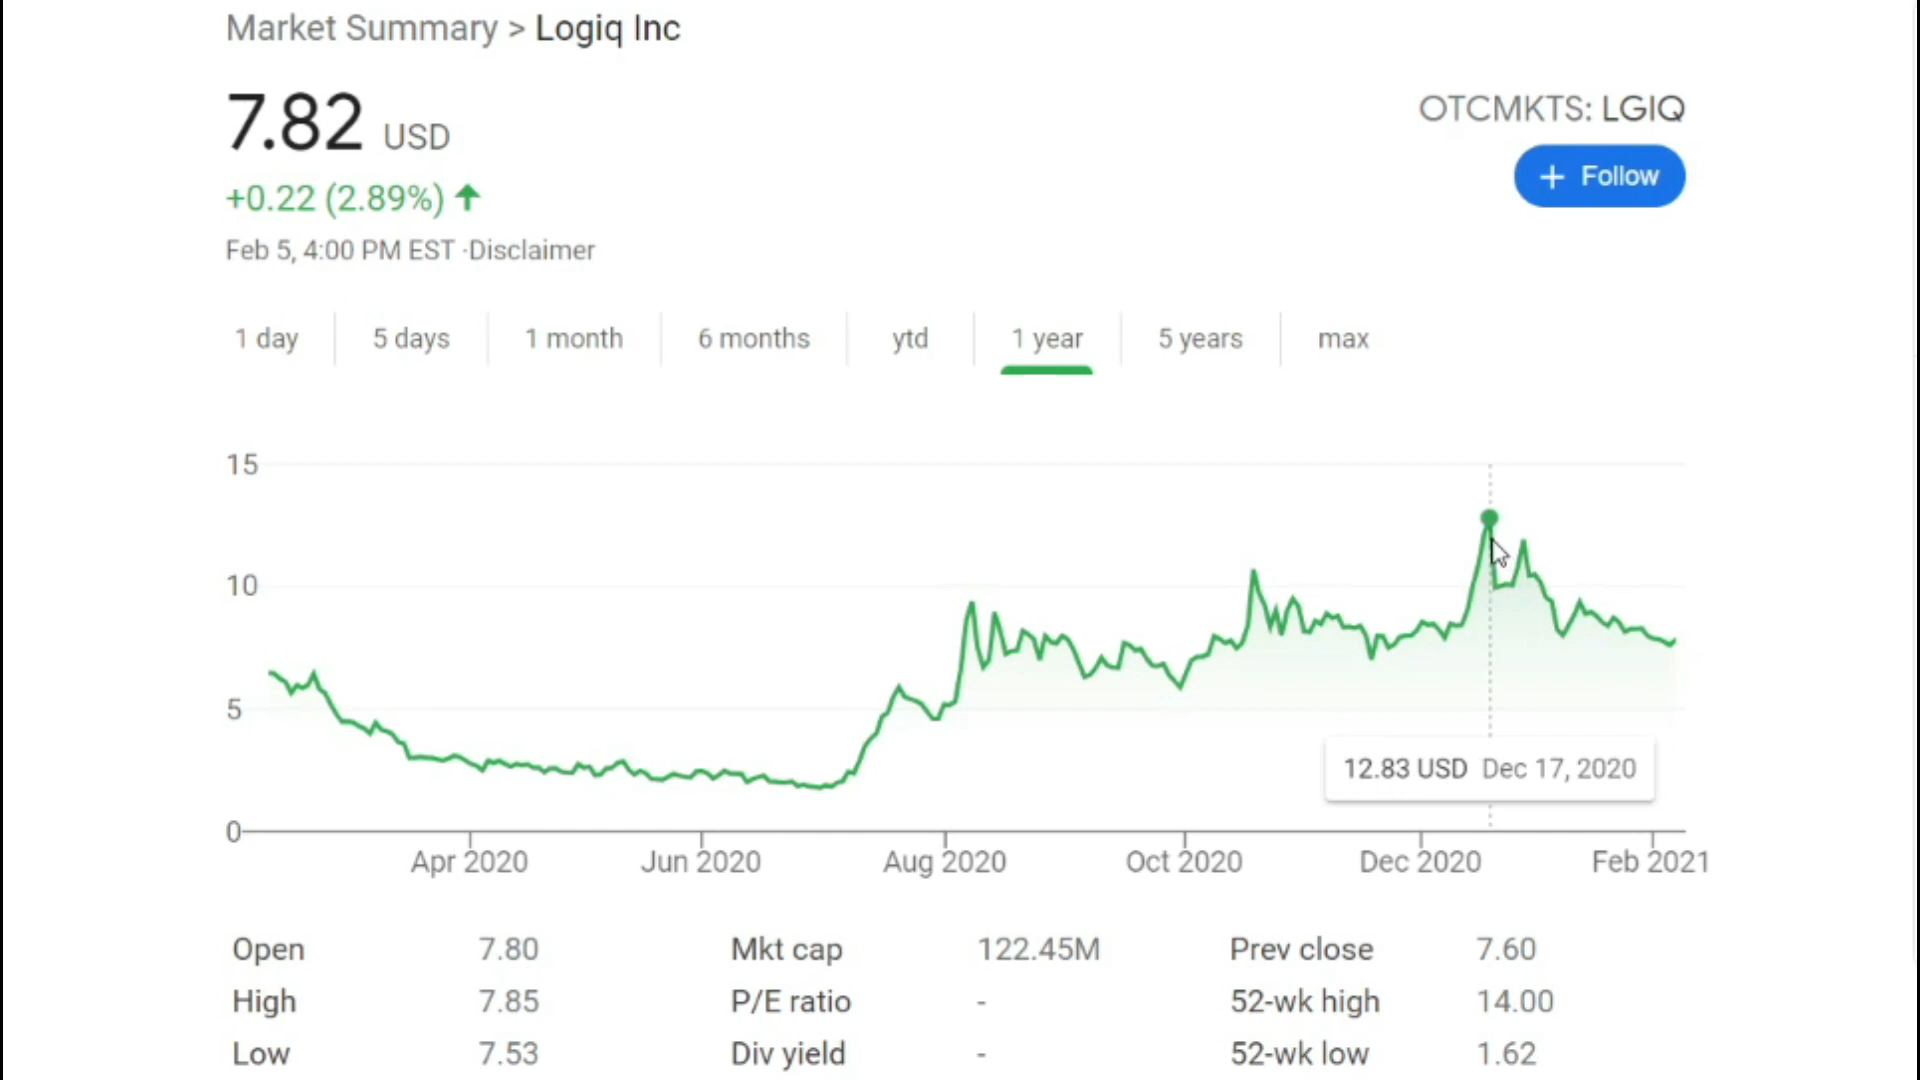 Market Summary > Logiq Inc
7.82 USD
OTCMKTS: LGIQ
+0.22 (2.89%)
+ Follow
Feb 5, 4:00 PM EST ·Disclaimer
1 day 5 days 1 month 6 months ytd 1 year 5 years max
15
10
5
12.83 USD Dec 17, 2020
0
Apr 2020 Jun 2020 Aug 2020 Oct 2020 Dec 2020 Feb 2021
Open 7.80 Mkt cap 122.45M Prev close 7.60
High 7.85 P/E ratio - 52-wk high 14.00
Low 7.53 Div yield - 52-wk low 1.62